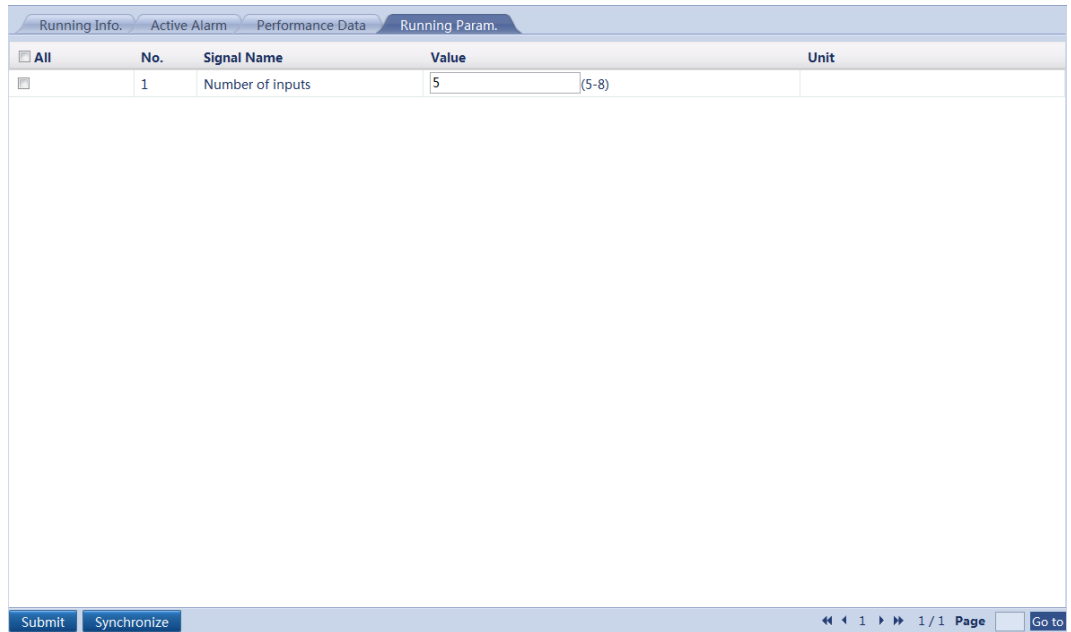 Running Info. Active Alarm Performance Data Running Param.
All No. Signal Name Value Unit
1 Number of inputs 5 (5-8)
Submit Synchronize 1 1 / 1 Page Go to